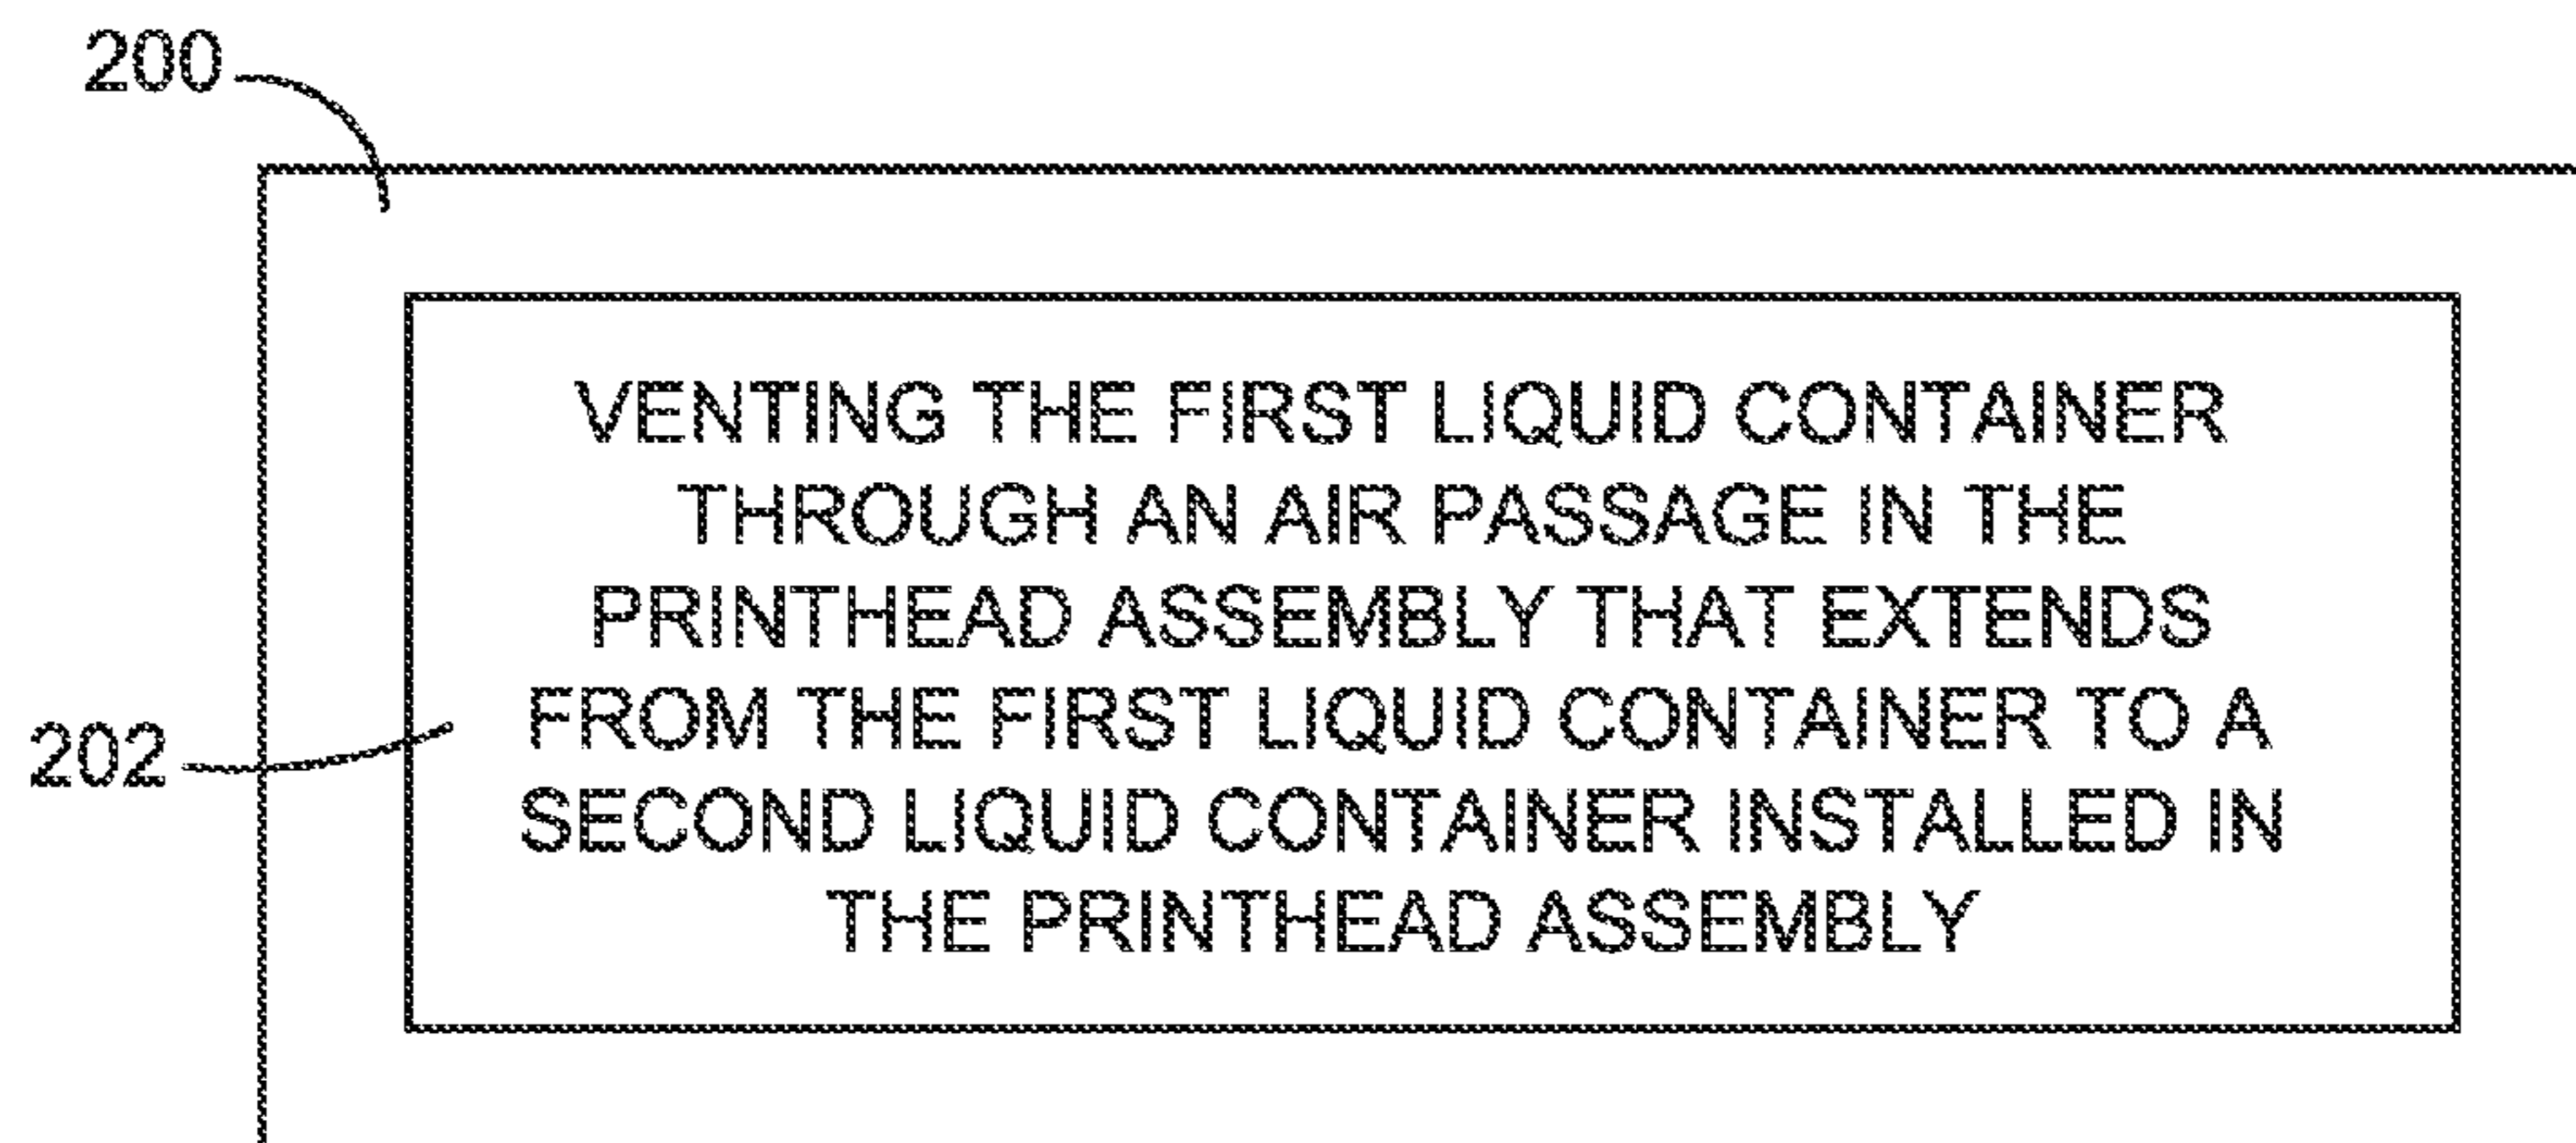 200
VENTING THE FIRST LIQUID CONTAINER
THROUGH AN AIR PASSAGE IN THE
PRINTHEAD ASSEMBLY THAT EXTENDS
FROM THE FIRST LIQUID CONTAINER TO A
202
SECOND LIQUID CONTAINER INSTALLED IN
THE PRINTHEAD ASSEMBLY